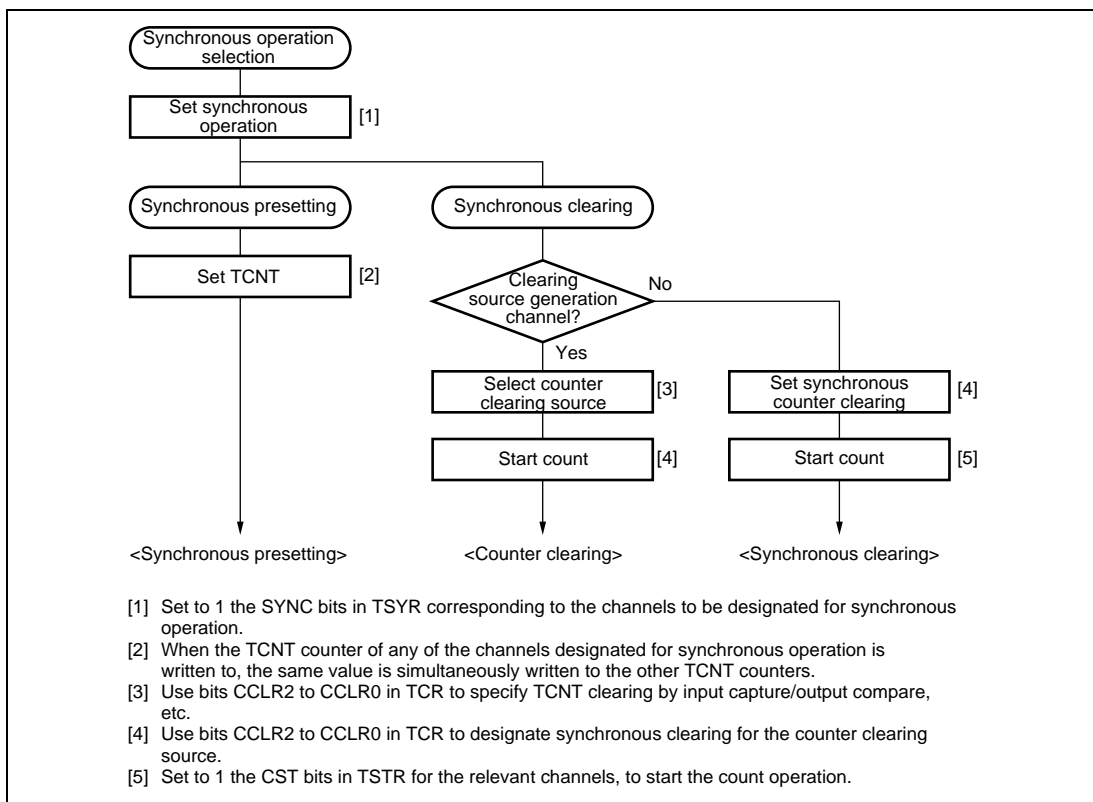 Synchronous operation
selection
Set synchronous
operation
[1]
Synchronous presetting
Synchronous clearing
Set TCNT
[2]
Clearing
source generation
channel?
No
Yes
Select counter
clearing source
[3]
Set synchronous
counter clearing
[4]
Start count
[4]
Start count
[5]
<Synchronous presetting>
<Counter clearing>
<Synchronous clearing>
[1] Set to 1 the SYNC bits in TSYR corresponding to the channels to be designated for synchronous
operation.
[2] When the TCNT counter of any of the channels designated for synchronous operation is
written to, the same value is simultaneously written to the other TCNT counters.
[3] Use bits CCLR2 to CCLR0 in TCR to specify TCNT clearing by input capture/output compare,
etc.
[4] Use bits CCLR2 to CCLR0 in TCR to designate synchronous clearing for the counter clearing
source.
[5] Set to 1 the CST bits in TSTR for the relevant channels, to start the count operation.